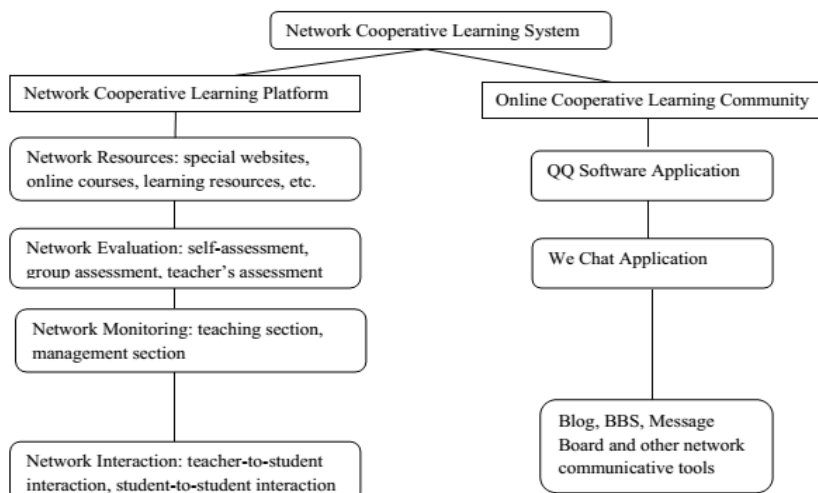 Network Cooperative Learning System
Network Cooperative Learning Platform
Online Cooperative Learning Community
Network Resources: special websites,
online courses, learning resources, etc.
QQ Software Application
Network Evaluation: self-assessment,
group assessment, teacher's assessment
We Chat Application
Network Monitoring: teaching section,
management section
Blog, BBS, Message
Board and other network
communicative tools
Network Interaction: teacher-to-student
interaction, student-to-student interaction